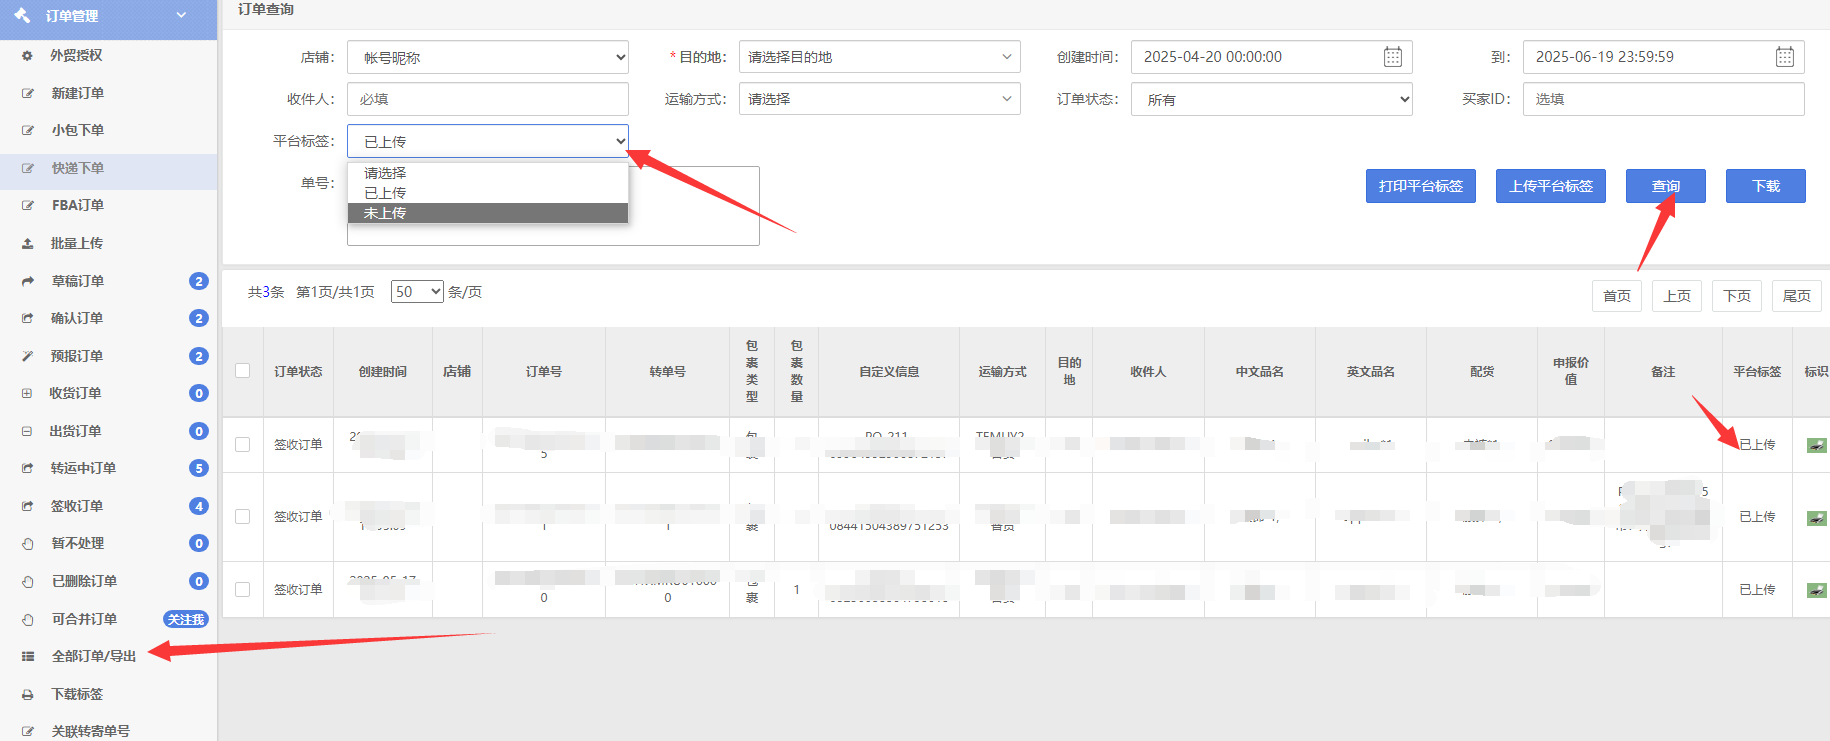 订单管理
外贸授权
新建订单
小包下单
快递下单
FBA订单
批量上传
草稿订单 2
确认订单 2
预报订单 2
收货订单 0
出货订单 0
转运中订单 5
签收订单 4
暂不处理 0
已删除订单 0
可合并订单 关注我
全部订单/导出
下载标签
关联转寄单号
订单查询
店铺： 帐号昵称 *目的地： 请选择目的地 创建时间： 2025-04-20 00:00:00 到： 2025-06-19 23:59:59
收件人： 必填 运输方式： 请选择 订单状态： 所有 买家ID： 选填
平台标签： 已上传
请选择
已上传
未上传
单号：
打印平台标签 上传平台标签 查询 下载
共3条 第1页/共1页 50 条/页
首页 上页 下页 尾页
订单状态 创建时间 店铺 订单号 转单号 包裹类型 包裹数量 自定义信息 运输方式 目的地 收件人 中文品名 英文品名 配货 申报价值 备注 平台标签 标识
签收订单 5 已上传
签收订单 1 1 裹 08441504389751253 已上传
签收订单 0 0 裹 1 已上传